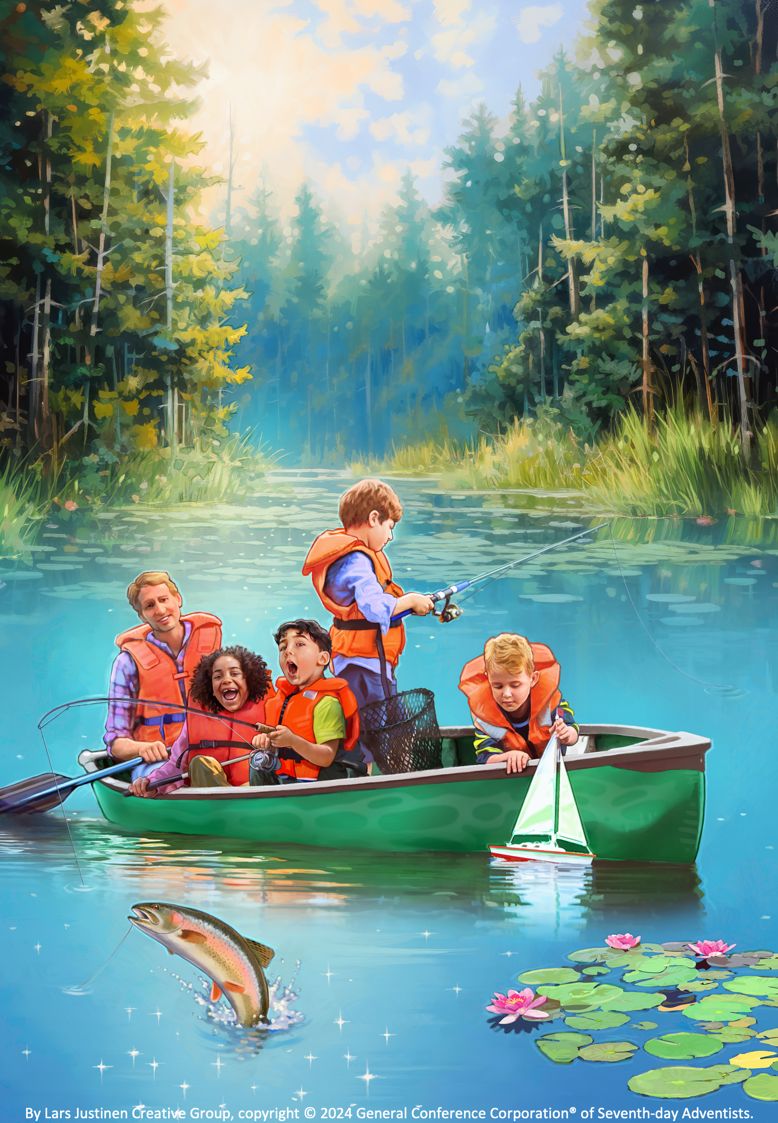 By Lars Justinen Creative Group, copyright © 2024 General Conference Corporation® of Seventh-day Adventists.